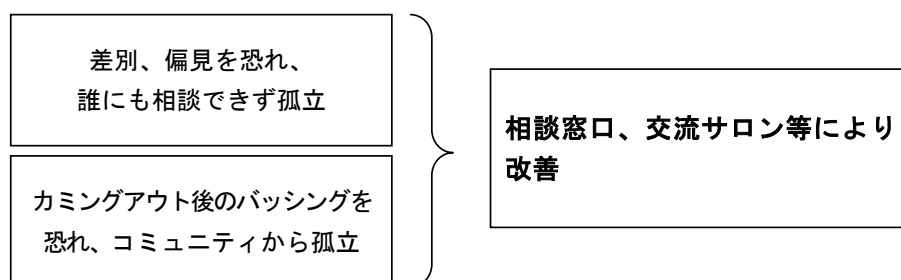 差別、偏見を恐れ、
誰にも相談できず孤立
カミングアウト後のバッシングを
恐れ、コミュニティから孤立
相談窓口、交流サロン等により
改善